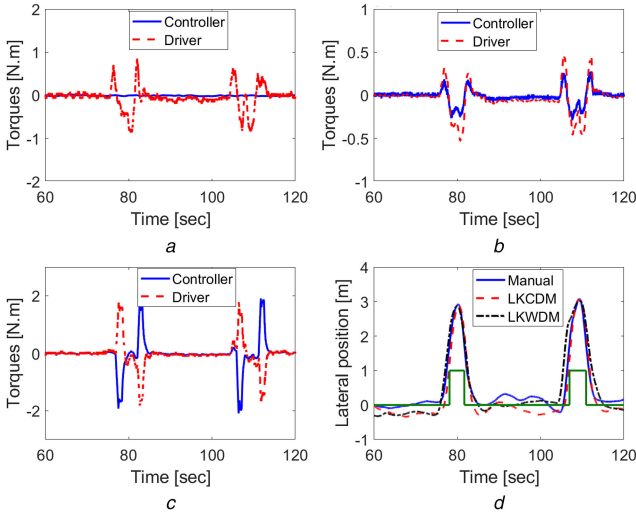 2
1
0
-1
-2
60
80
100
120
Torques [N.m]
Time [sec]
Controller
Driver
a
1
0.5
0
-0.5
-1
60
80
100
120
Torques [N.m]
Time [sec]
Controller
Driver
b
2
0
-2
60
80
100
120
Torques [N.m]
Time [sec]
Controller
Driver
c
4
3
2
1
0
-1
60
80
100
120
Lateral position [m]
Time [sec]
Manual
LKCDM
LKWDM
d